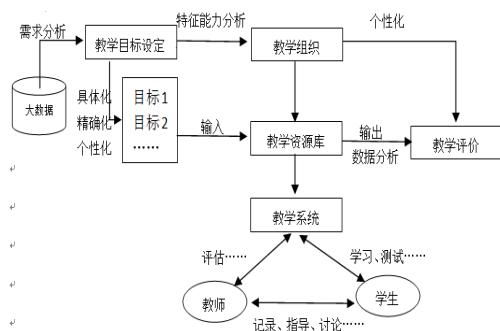 需求分析
教学目标设定
特征能力分析
教学组织
个性化
大数据
具体化
精确化
个性化
目标1
目标2
……
输入
教学资源库
输出
数据分析
教学评价
教学系统
评估……
学习、测试……
教师
学生
记录、指导、讨论……